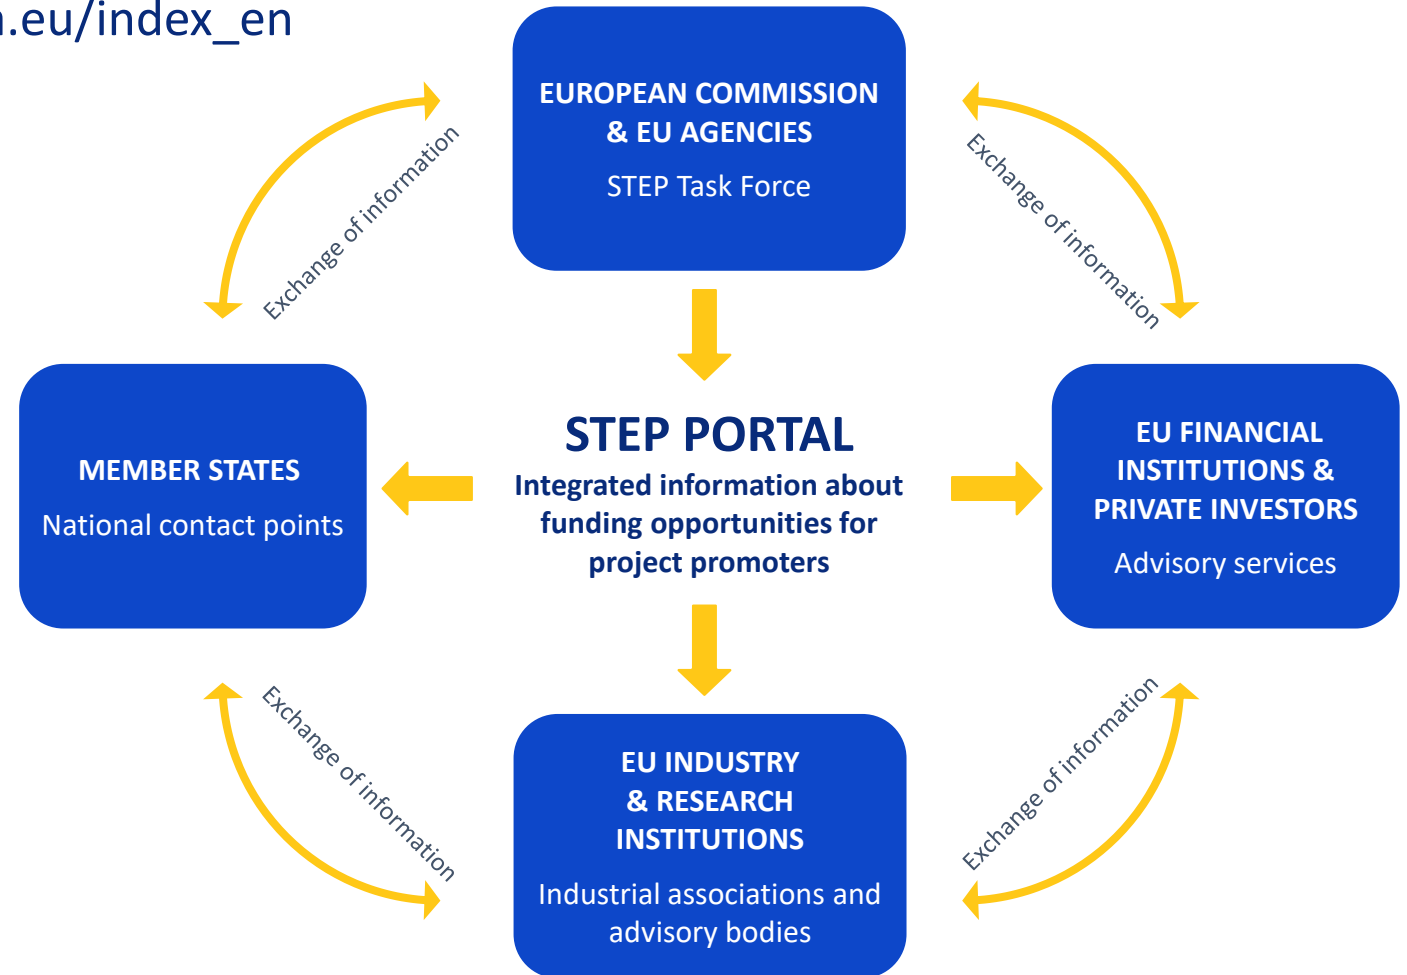 .eu/index_en
EUROPEAN COMMISSION
& EU AGENCIES
STEP Task Force
Exchange of information
Exchange of information
MEMBER STATES
National contact points
STEP PORTAL
Integrated information about
funding opportunities for
project promoters
EU FINANCIAL
INSTITUTIONS &
PRIVATE INVESTORS
Advisory services
Exchange of information
Exchange of information
EU INDUSTRY
& RESEARCH
INSTITUTIONS
Industrial associations and
advisory bodies